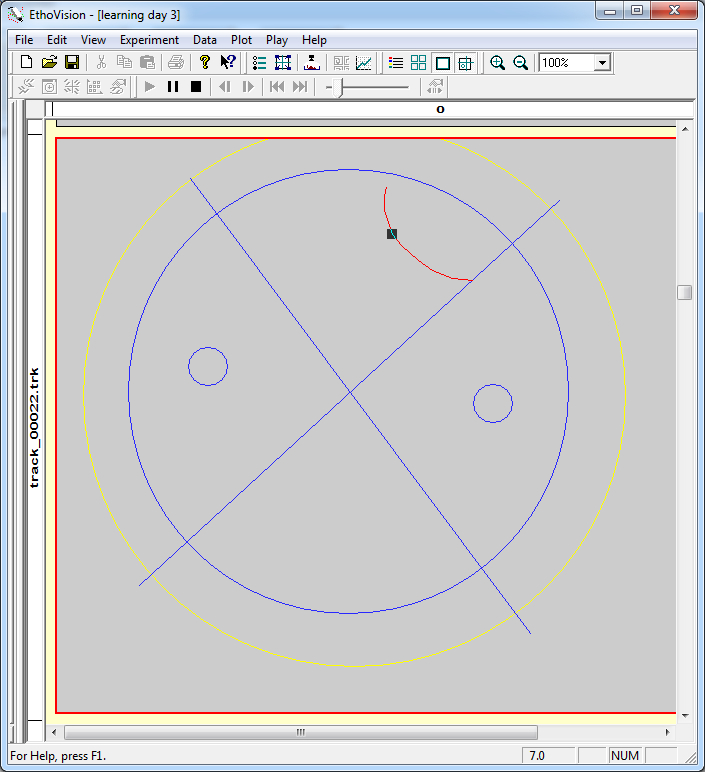 EthoVision - [learning day 3]
File Edit View Experiment Data Plot Play Help
100%
O
track_00022.trk
For Help, press F1.
7.0
NUM